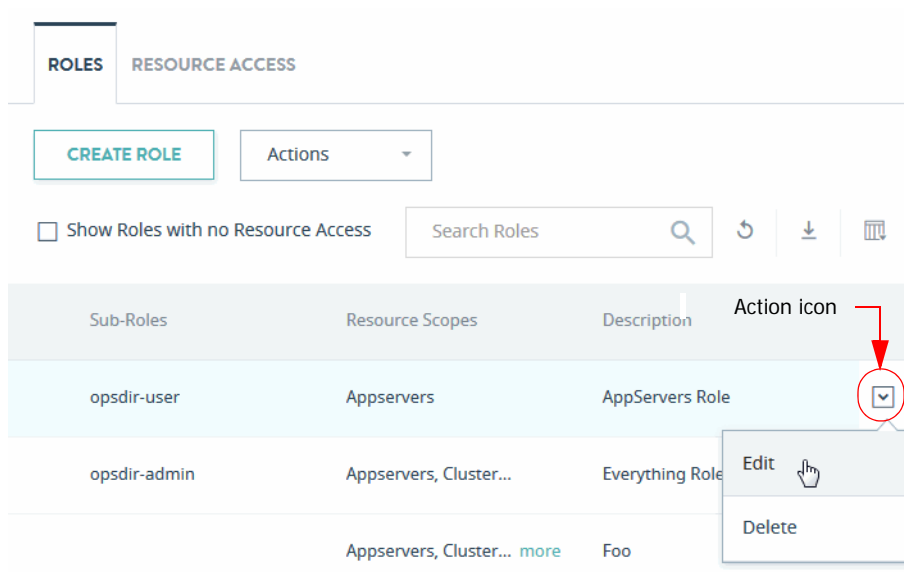 ROLES RESOURCE ACCESS
CREATE ROLE Actions
Show Roles with no Resource Access Search Roles
Sub-Roles Resource Scopes Description Action icon
opsdir-user Appservers AppServers Role
opsdir-admin Appservers, Cluster... Everything Role
Edit
Delete
Appservers, Cluster... more Foo